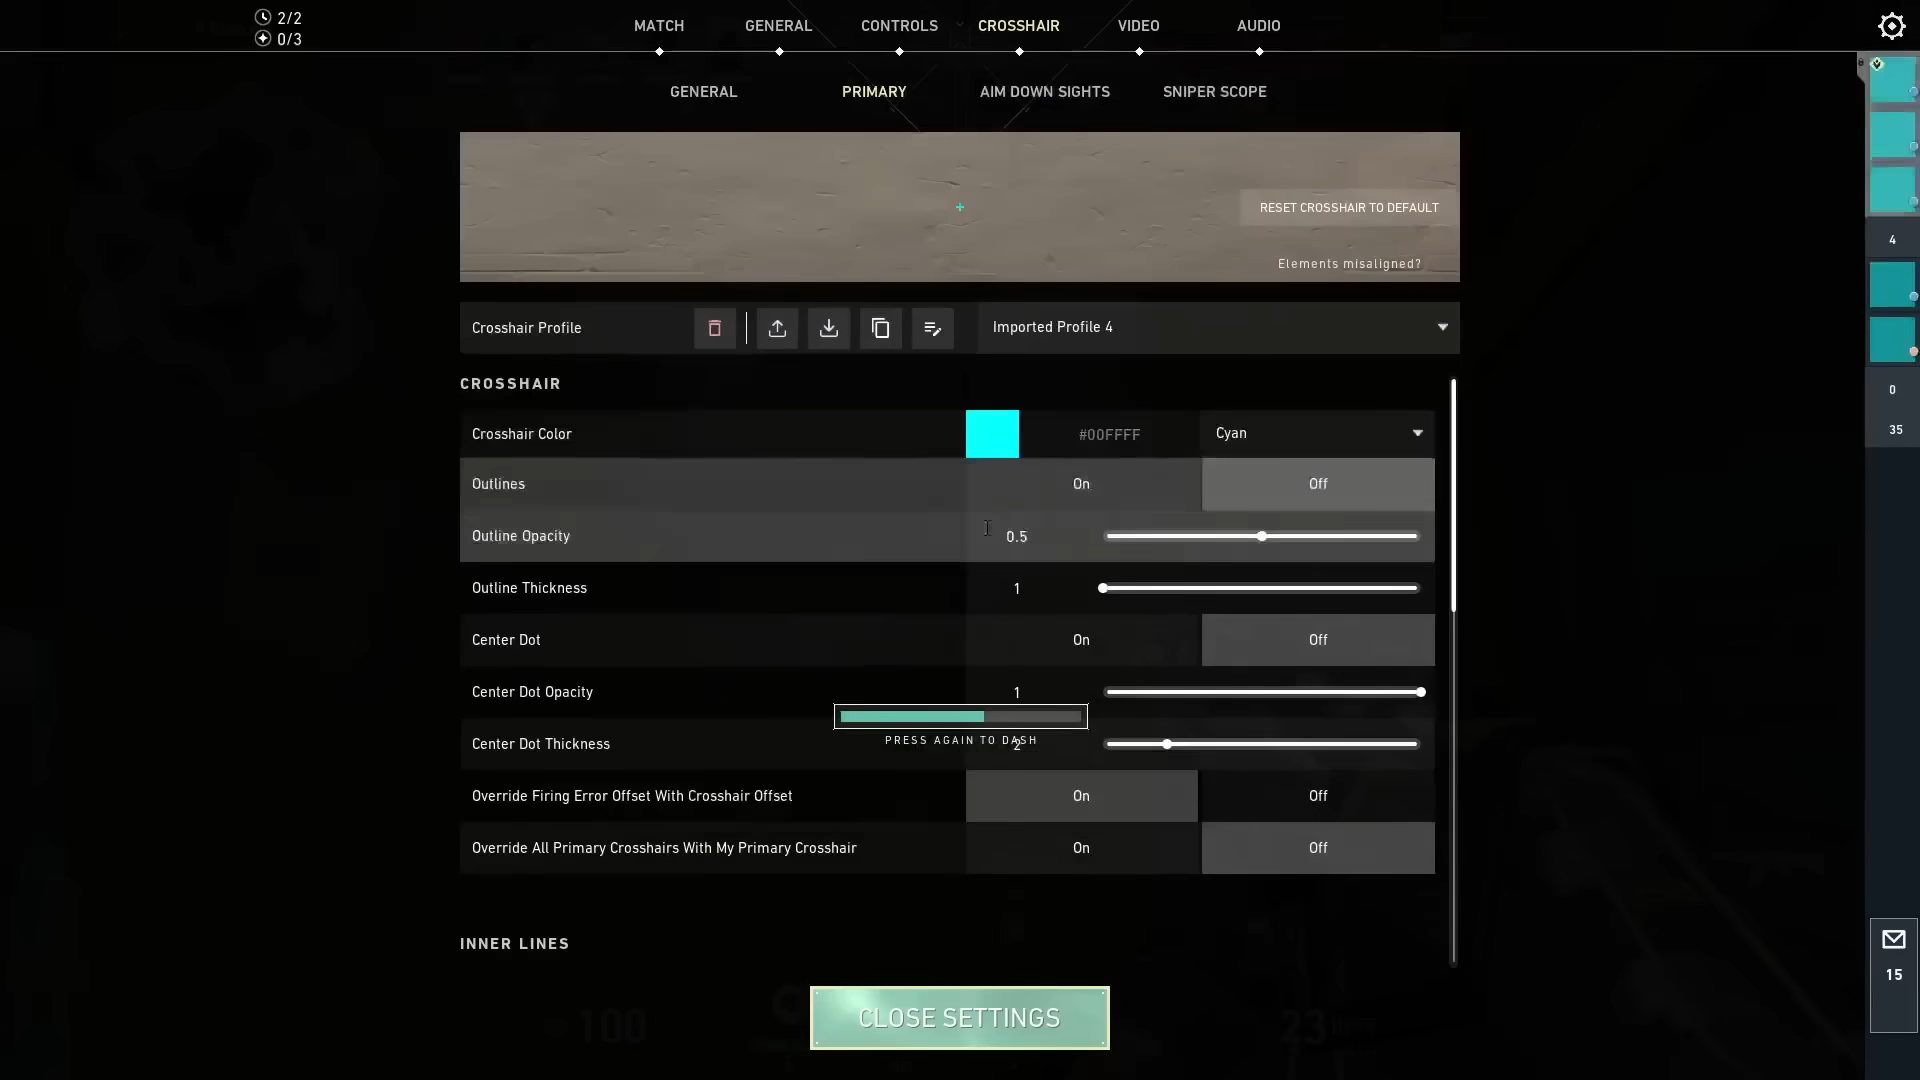 2/2
0/3
MATCH GENERAL CONTROLS CROSSHAIR VIDEO AUDIO
GENERAL PRIMARY AIM DOWN SIGHTS SNIPER SCOPE
RESET CROSSHAIR TO DEFAULT
Elements misaligned?
Crosshair Profile Imported Profile 4
CROSSHAIR
Crosshair Color #00FFFF Cyan
Outlines On Off
Outline Opacity 0.5
Outline Thickness 1
Center Dot On Off
Center Dot Opacity 1
PRESS AGAIN TO DASH
Center Dot Thickness 2
Override Firing Error Offset With Crosshair Offset On Off
Override All Primary Crosshairs With My Primary Crosshair On Off
INNER LINES
CLOSE SETTINGS
100
23
4
0
35
15